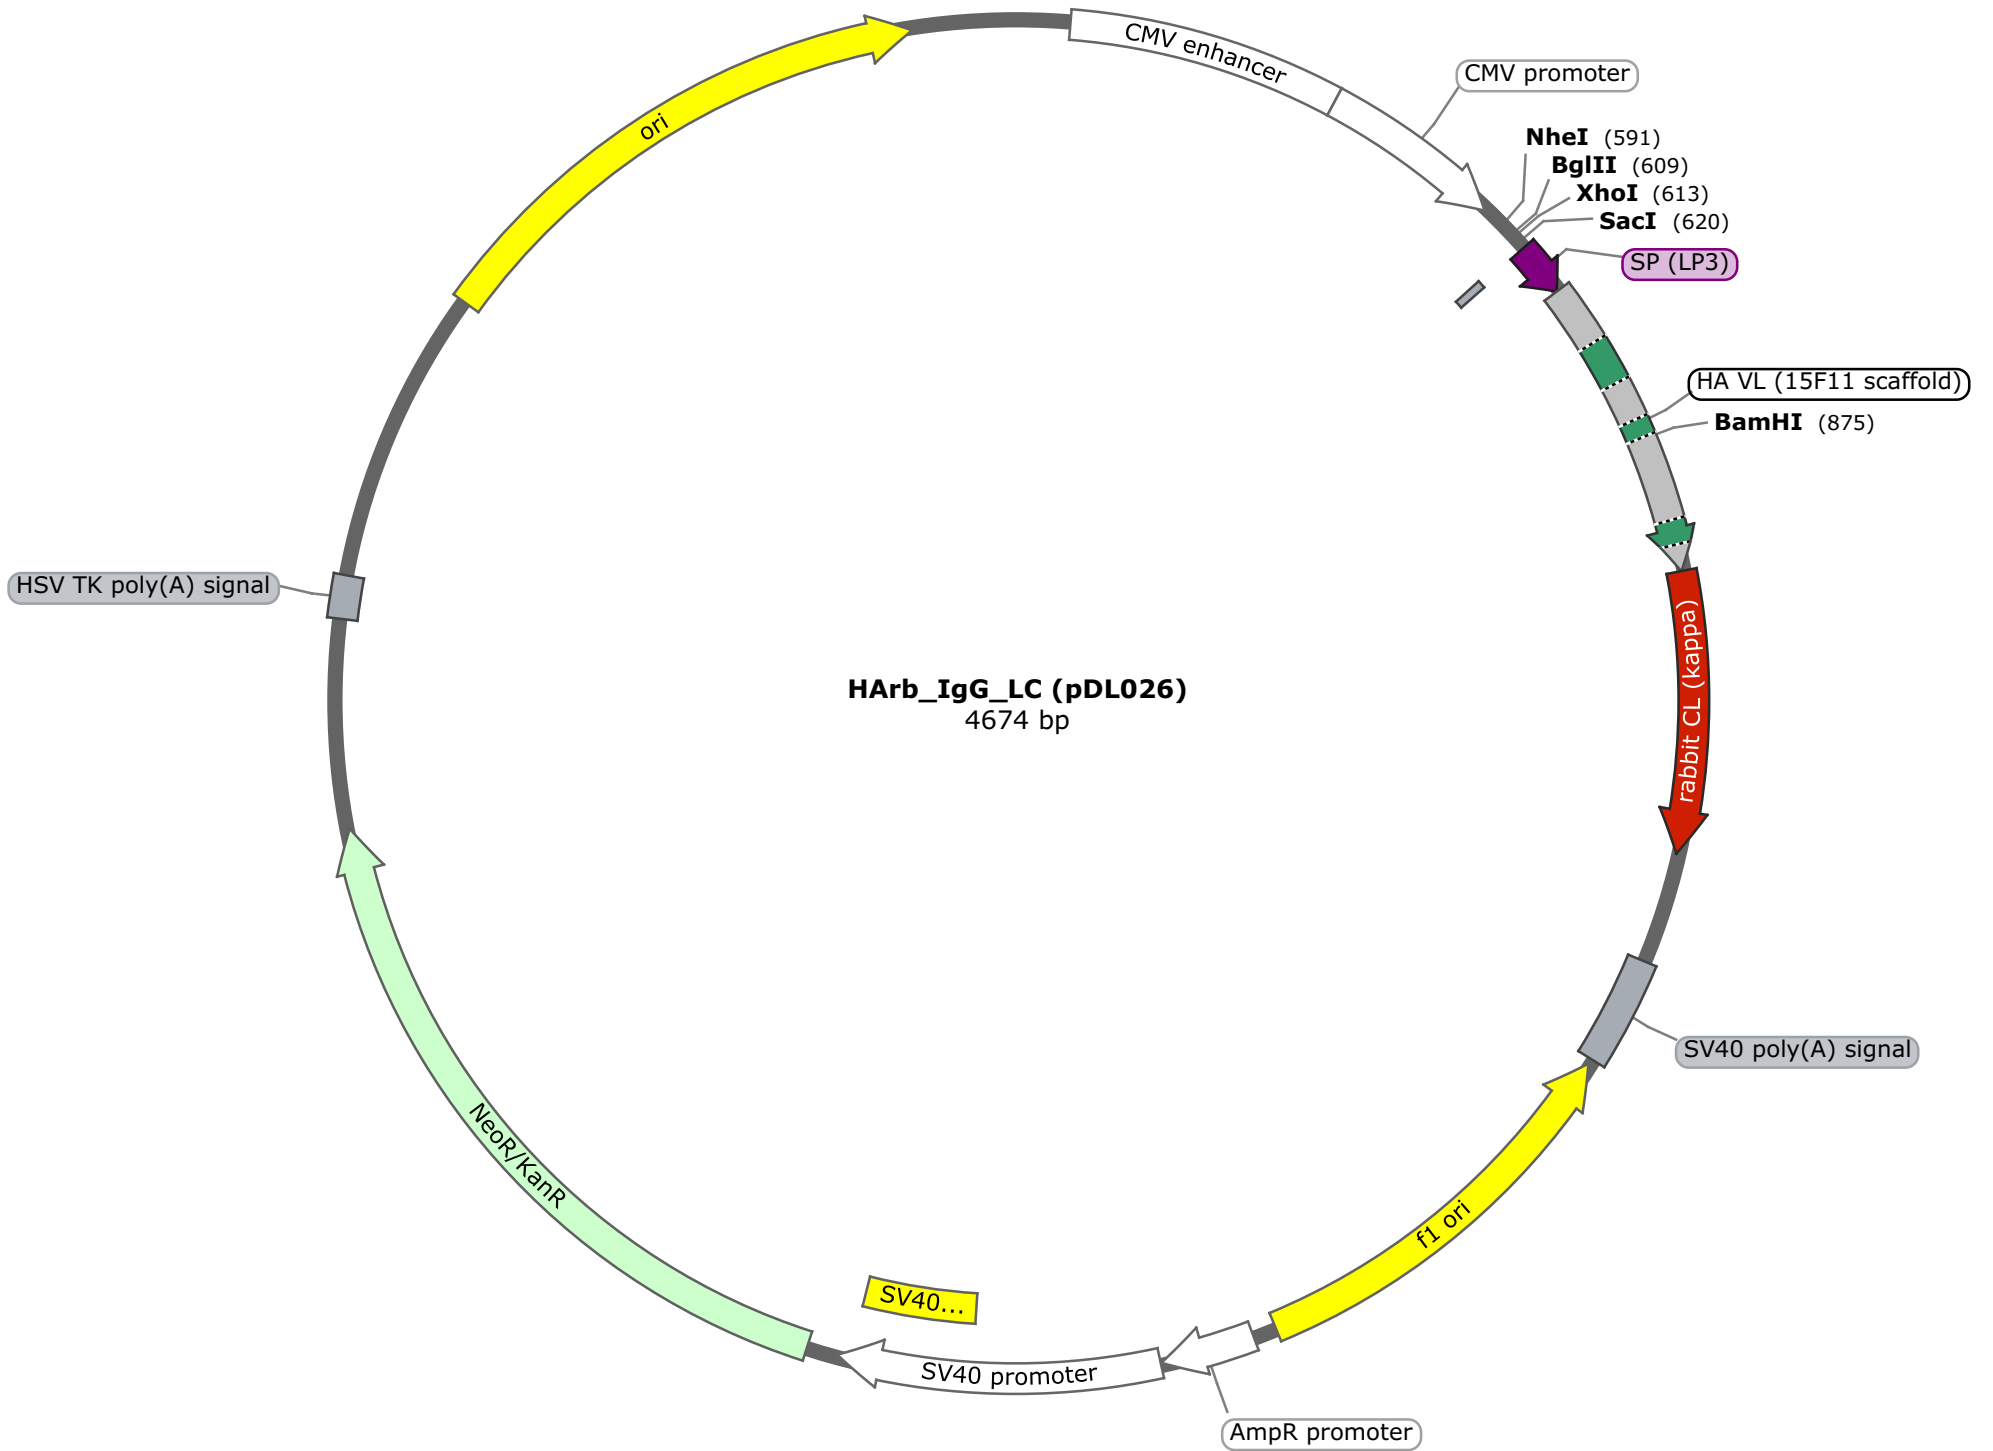 CMV enhancer
CMV promoter
NheI (591)
BglII (609)
XhoI (613)
SacI (620)
SP (LP3)
HA VL (15F11 scaffold)
BamHI (875)
rabbit CL (kappa)
SV40 poly(A) signal
f1 ori
AmpR promoter
SV40 promoter
SV40...
NeoR/KanR
HSV TK poly(A) signal
ori
HArb_IgG_LC (pDL026)
4674 bp